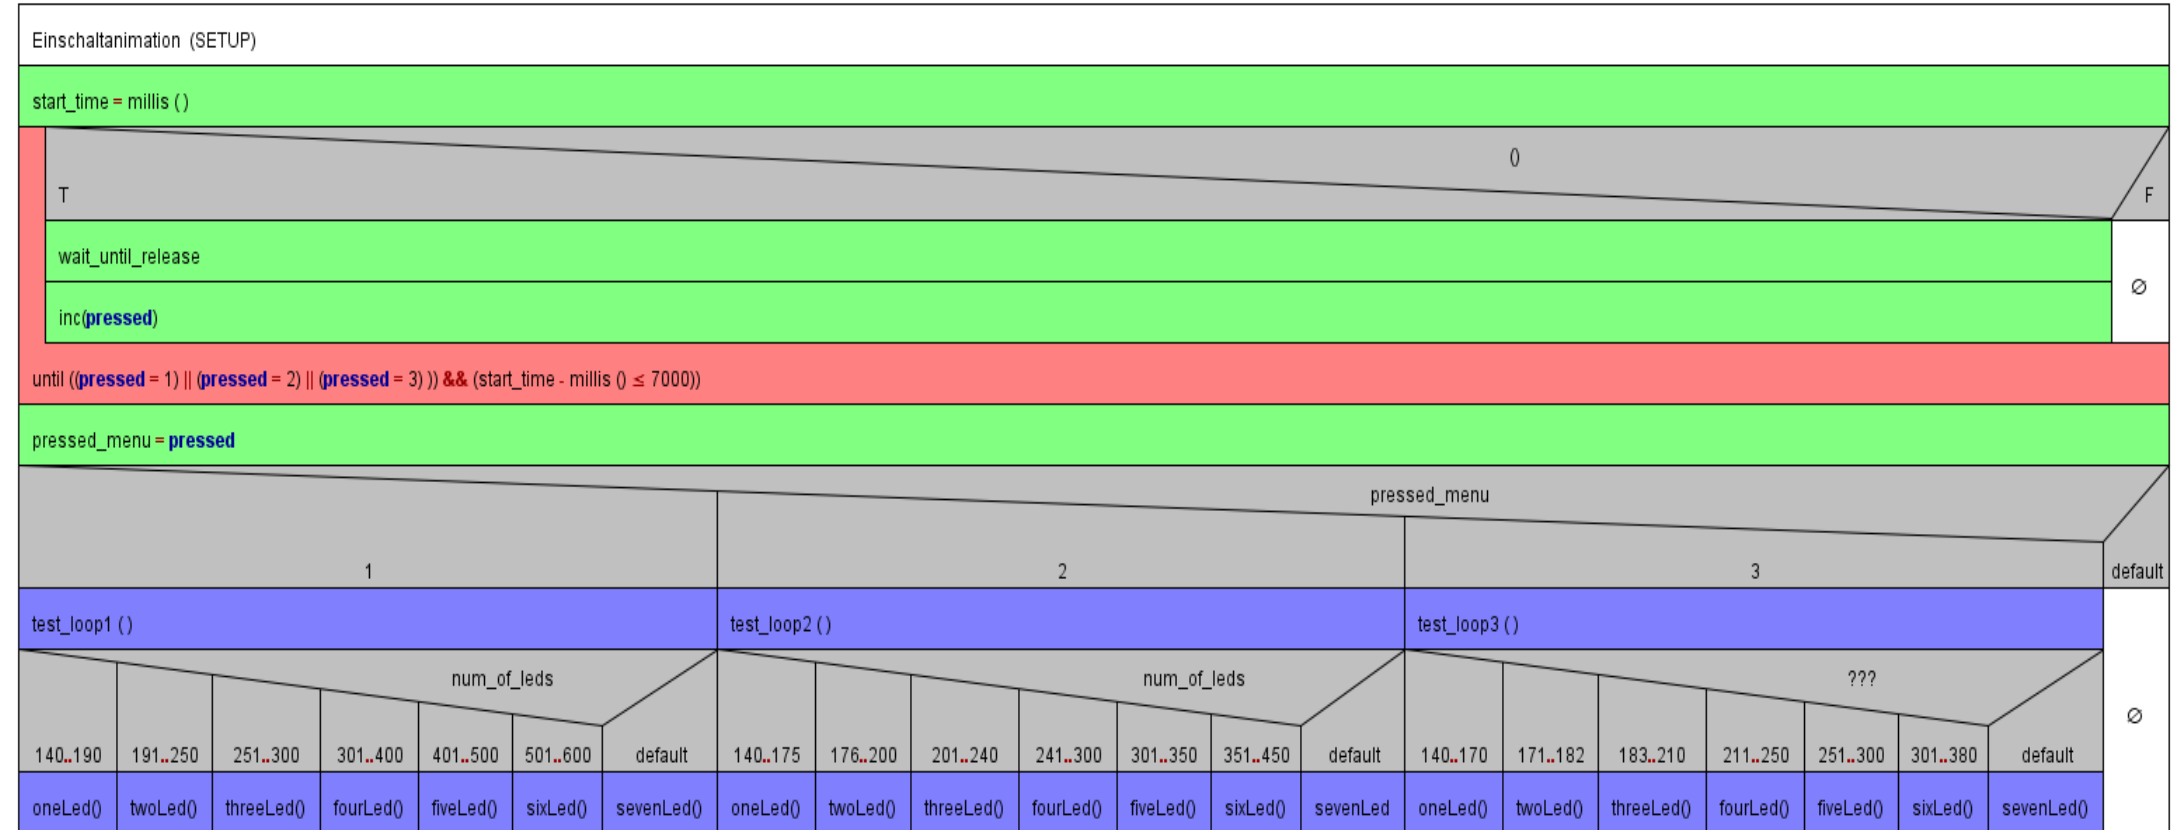 Einschaltanimation (SETUP)
start_time = millis ( )
()
T
F
wait_until_release
∅
inc(pressed)
until ((pressed = 1) || (pressed = 2) || (pressed = 3) )) && (start_time - millis () ≤ 7000))
pressed_menu = pressed
pressed_menu
1 2 3 default
test_loop1 ( ) test_loop2 ( ) test_loop3 ( )
num_of_leds num_of_leds ???
∅
140..190 191..250 251..300 301..400 401..500 501..600 default 140..175 176..200 201..240 241..300 301..350 351..450 default 140..170 171..182 183..210 211..250 251..300 301..380 default
oneLed() twoLed() threeLed() fourLed() fiveLed() sixLed() sevenLed() oneLed() twoLed() threeLed() fourLed() fiveLed() sixLed() sevenLed oneLed() twoLed() threeLed() fourLed() fiveLed() sixLed() sevenLed()